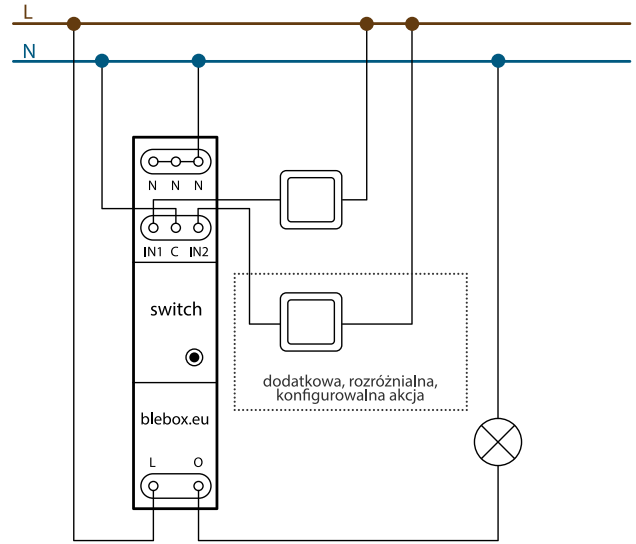 L
N
N N N
IN1 C IN2
switch
dodatkowa, rozróżnialna,
konfigurowalna akcja
blebox.eu
L O